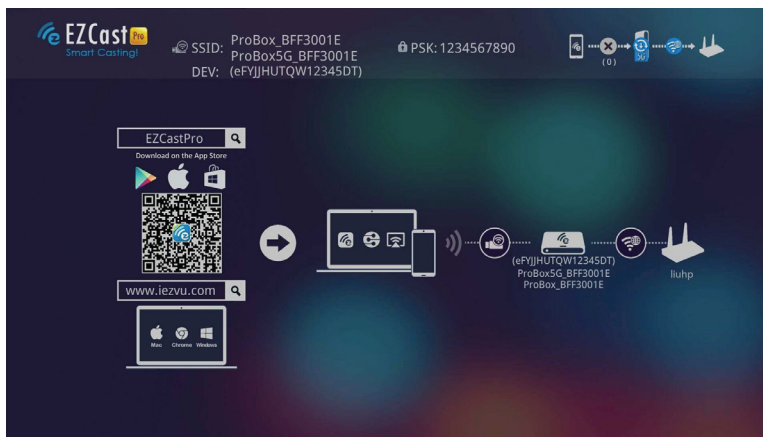 EZCast Pro
Smart Casting!
SSID: ProBox_BFF3001E
ProBox5G_BFF3001E
DEV: (eFYJJHUTQW12345DT)
PSK: 1234567890
(0)
5G
EZCastPro
Download on the App Store
www.iezvu.com
Mac Chrome Windows
(eFYJJHUTQW12345DT)
ProBox5G_BFF3001E
ProBox_BFF3001E
liuhp